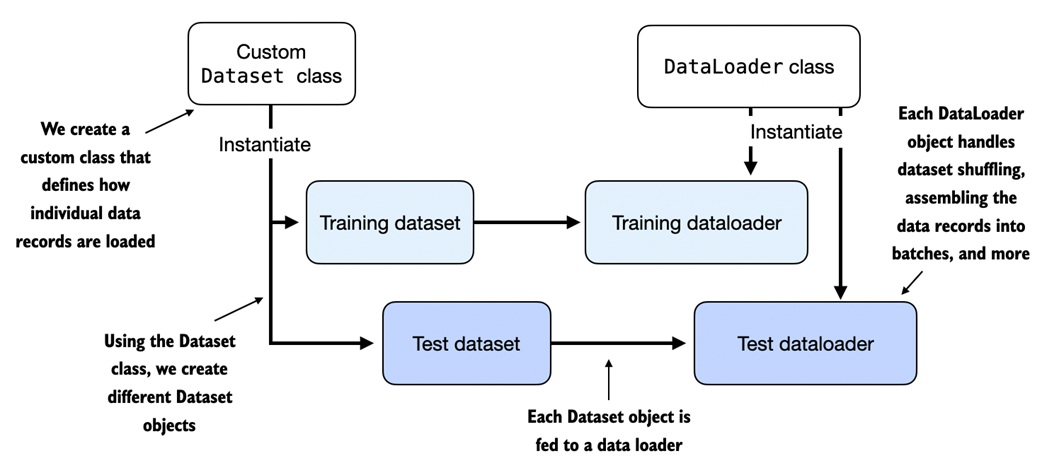 Custom
Dataset class
DataLoader class
We create a
custom class that
defines how
individual data
records are loaded
Instantiate
Instantiate
Each DataLoader
object handles
dataset shuffling,
assembling the
data records into
batches, and more
Training dataset
Training dataloader
Using the Dataset
class, we create
different Dataset
objects
Test dataset
Test dataloader
Each Dataset object is
fed to a data loader